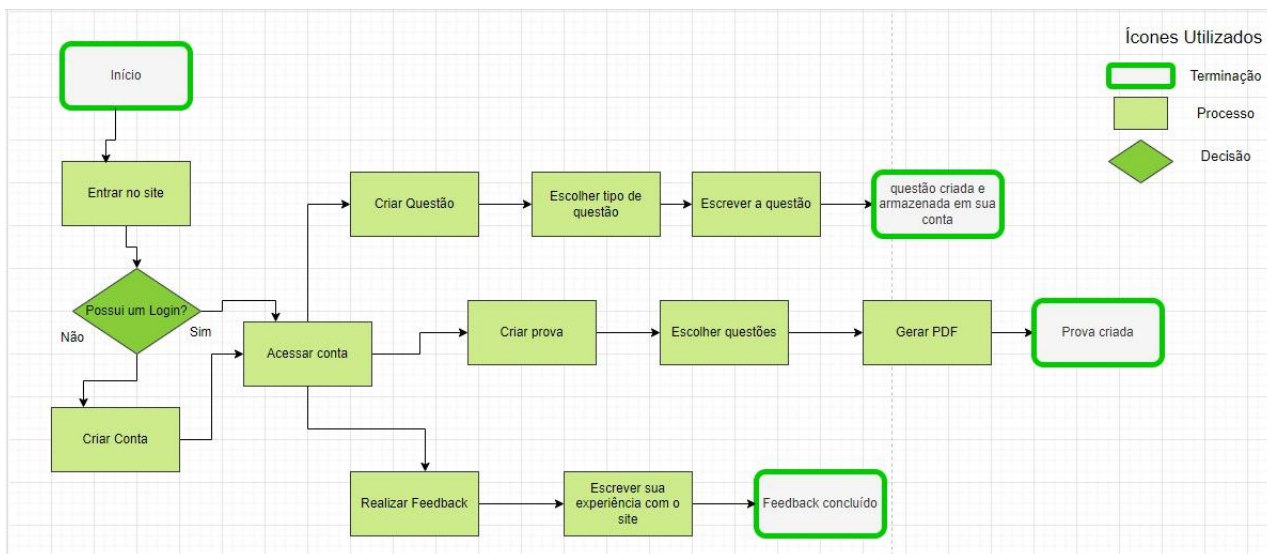 Ícones Utilizados
Início
Terminação
Processo
Decisão
Entrar no site
Criar Questão
Escolher tipo de
questão
Escrever a questão
questão criada e
armazenada em sua
conta
Possui um Login?
Não
Sim
Acessar conta
Criar prova
Escolher questões
Gerar PDF
Prova criada
Criar Conta
Realizar Feedback
Escrever sua
experiência com o
site
Feedback concluído